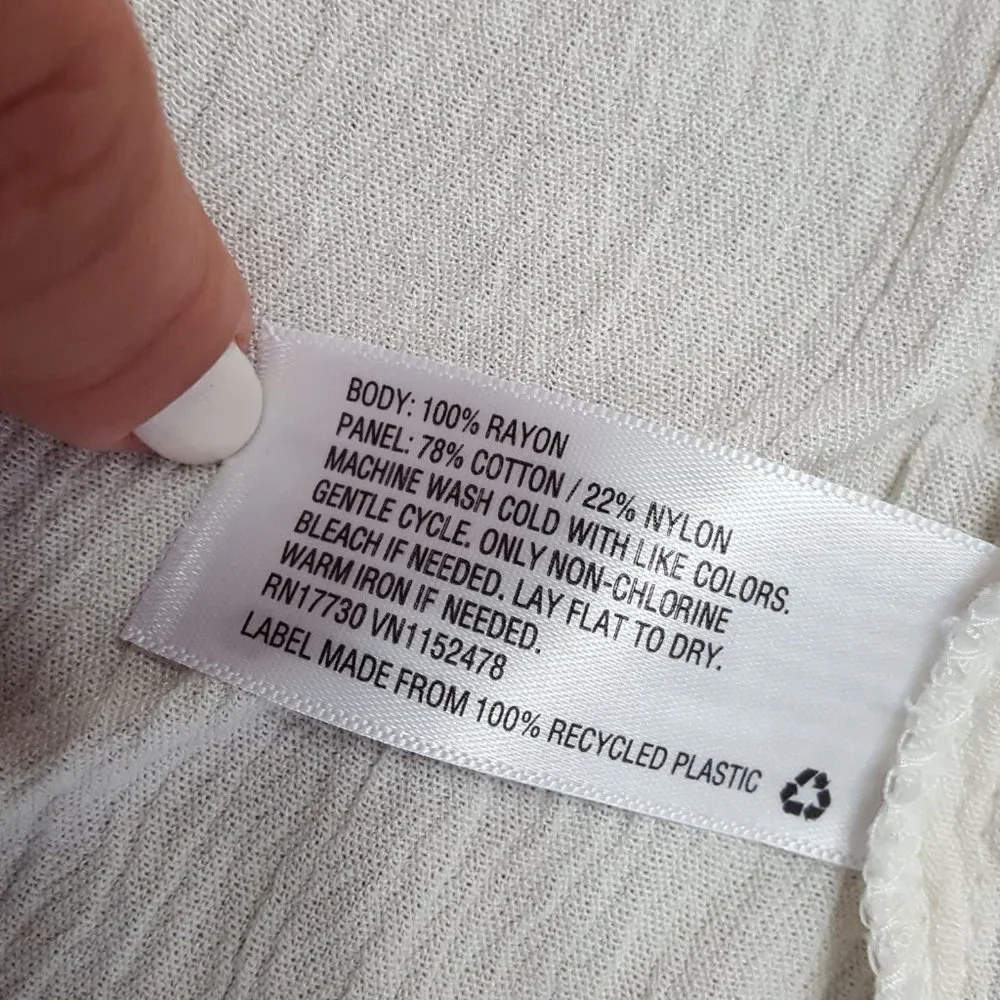 BODY: 100% RAYON
PANEL: 78% COTTON / 22% NYLON
MACHINE WASH COLD WITH LIKE COLORS.
GENTLE CYCLE. ONLY NON-CHLORINE
BLEACH IF NEEDED. LAY FLAT TO DRY.
WARM IRON IF NEEDED.
RN17730 VN1152478
LABEL MADE FROM 100% RECYCLED PLASTIC